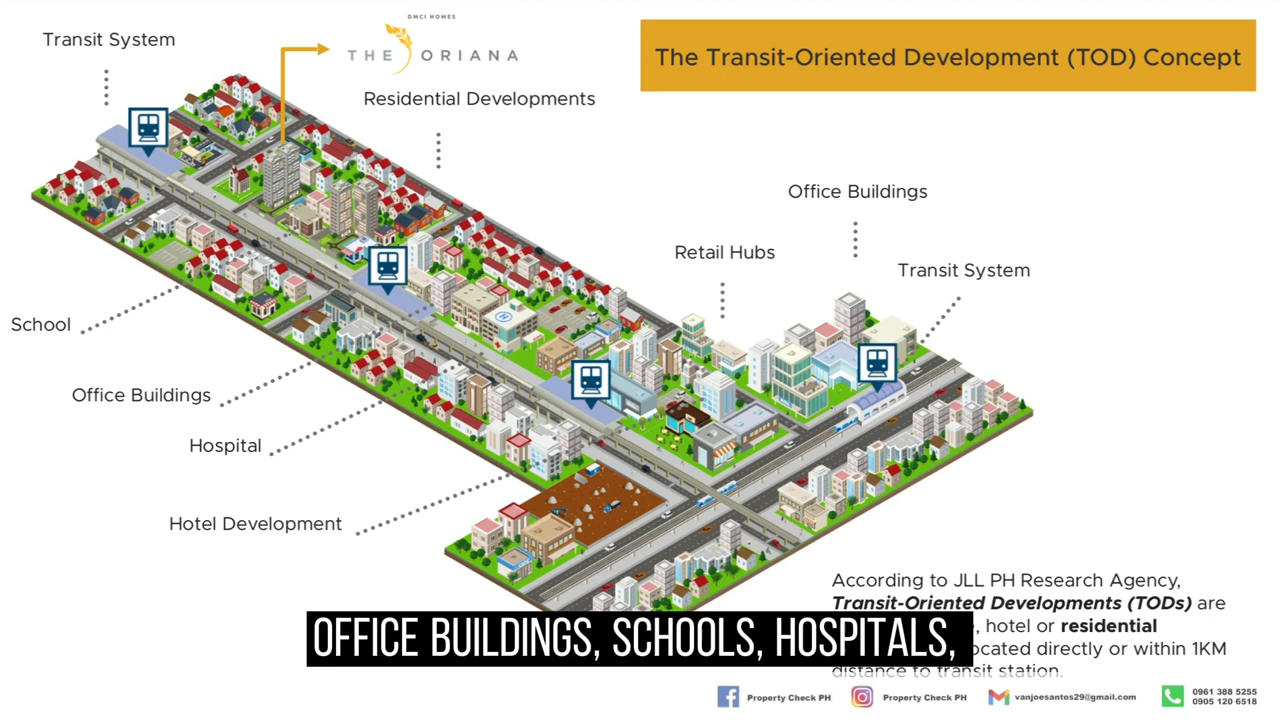 DMCI HOMES
THE ORIANA
Transit System
The Transit-Oriented Development (TOD) Concept
Residential Developments
Office Buildings
Retail Hubs
Transit System
School
Office Buildings
Hospital
Hotel Development
H
According to JLL PH Research Agency,
Transit-Oriented Developments (TODs) are
, hotel or residential
located directly or within 1KM
distance to transit station.
OFFICE BUILDINGS, SCHOOLS, HOSPITALS,
Property Check PH
Property Check PH
vanjoesantos29@gmail.com
0961 388 5255
0905 120 6518